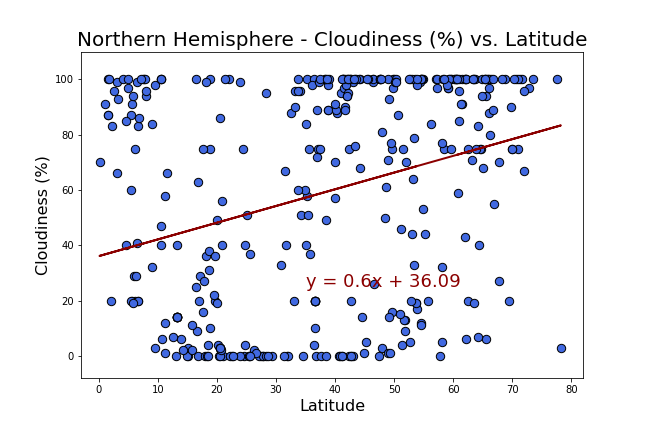 Northern Hemisphere - Cloudiness (%) vs. Latitude
100
80
60
40
20
0
Cloudiness (%)
y = 0.6x + 36.09
0 10 20 30 40 50 60 70 80
Latitude